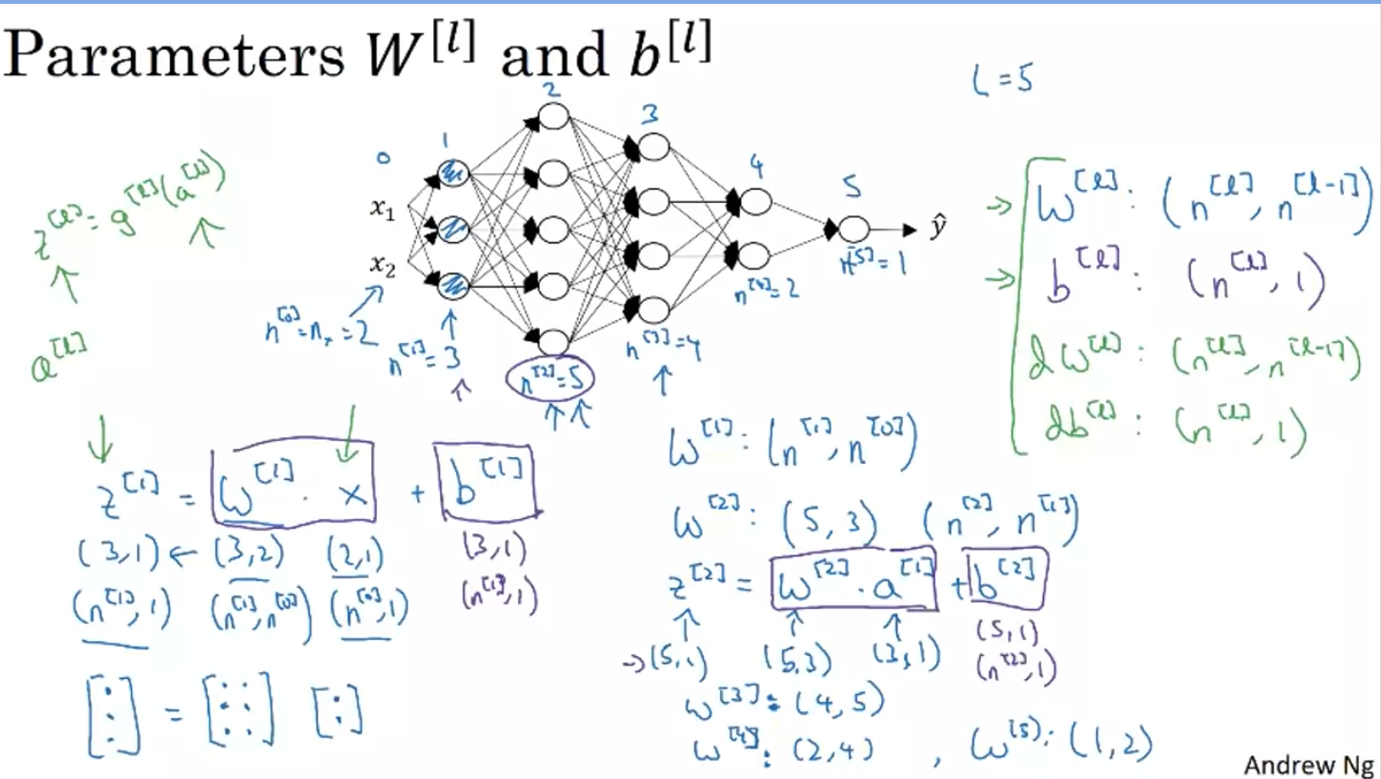 Parameters W^[l] and b^[l]
L = 5
0 1 2 3 4 5
x₁
x₂
ŷ
z^[l] = g^[l](a^[l])
a^[l]
n^[0] = nₓ = 2
n^[1] = 3
n^[2] = 5
n^[3] = 4
n^[4] = 2
n^[5] = 1
W^[l] : (n^[l], n^[l-1])
b^[l] : (n^[l], 1)
dW^[l] : (n^[l], n^[l-1])
db^[l] : (n^[l], 1)
z^[1] = W^[1] · x + b^[1]
(3,1) ← (3,2) (2,1) (3,1)
(n^[1], 1) (n^[1], n^[0]) (n^[0], 1) (n^[1], 1)
W^[1] : (n^[1], n^[0])
W^[2] : (5, 3) (n^[2], n^[1])
z^[2] = W^[2] · a^[1] + b^[2]
→ (5,1) (5,3) (3,1) (5,1)
(n^[2], 1)
W^[3] : (4, 5)
W^[4] : (2, 4) , W^[5] : (1, 2)
Andrew Ng